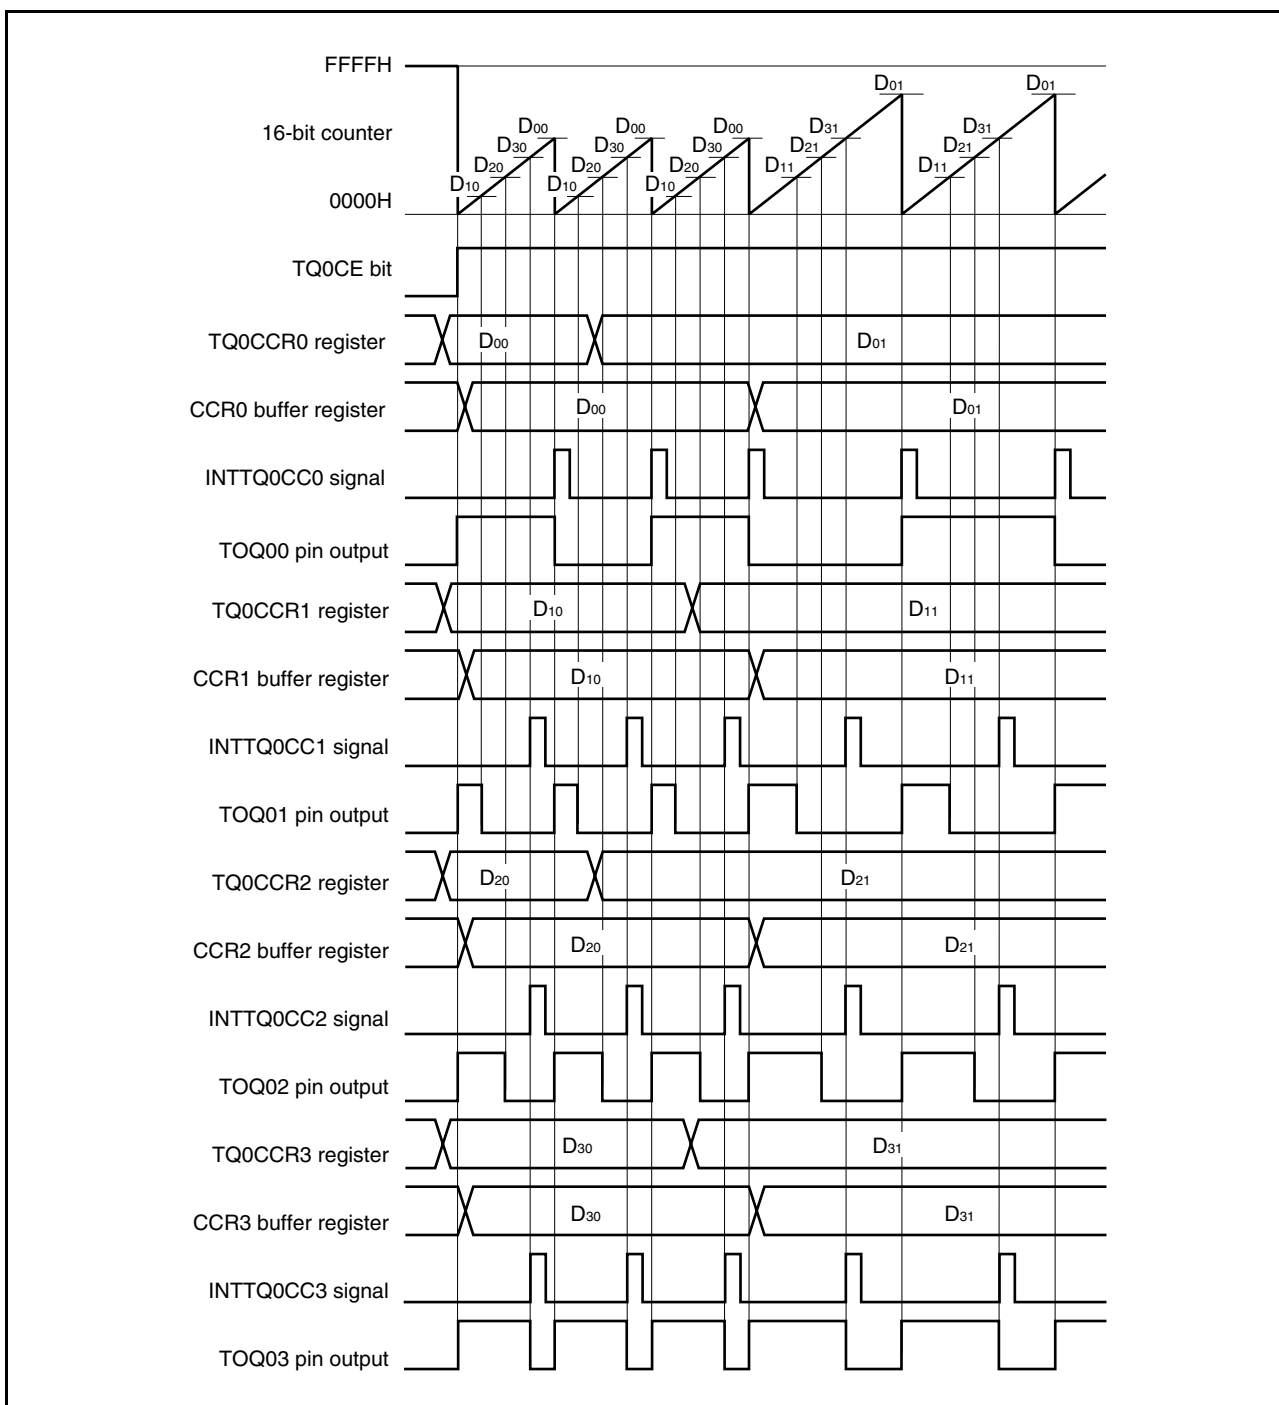 FFFFH
D01 D01
16-bit counter
D00 D00 D00 D31 D31
D30 D30 D30 D21 D21
D20 D20 D20 D11 D11
D10 D10 D10
0000H
TQ0CE bit
TQ0CCR0 register D00 D01
CCR0 buffer register D00 D01
INTTQ0CC0 signal
TOQ00 pin output
TQ0CCR1 register D10 D11
CCR1 buffer register D10 D11
INTTQ0CC1 signal
TOQ01 pin output
TQ0CCR2 register D20 D21
CCR2 buffer register D20 D21
INTTQ0CC2 signal
TOQ02 pin output
TQ0CCR3 register D30 D31
CCR3 buffer register D30 D31
INTTQ0CC3 signal
TOQ03 pin output